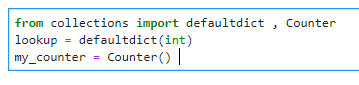 from collections import defaultdict , Counter
lookup = defaultdict(int)
my_counter = Counter()